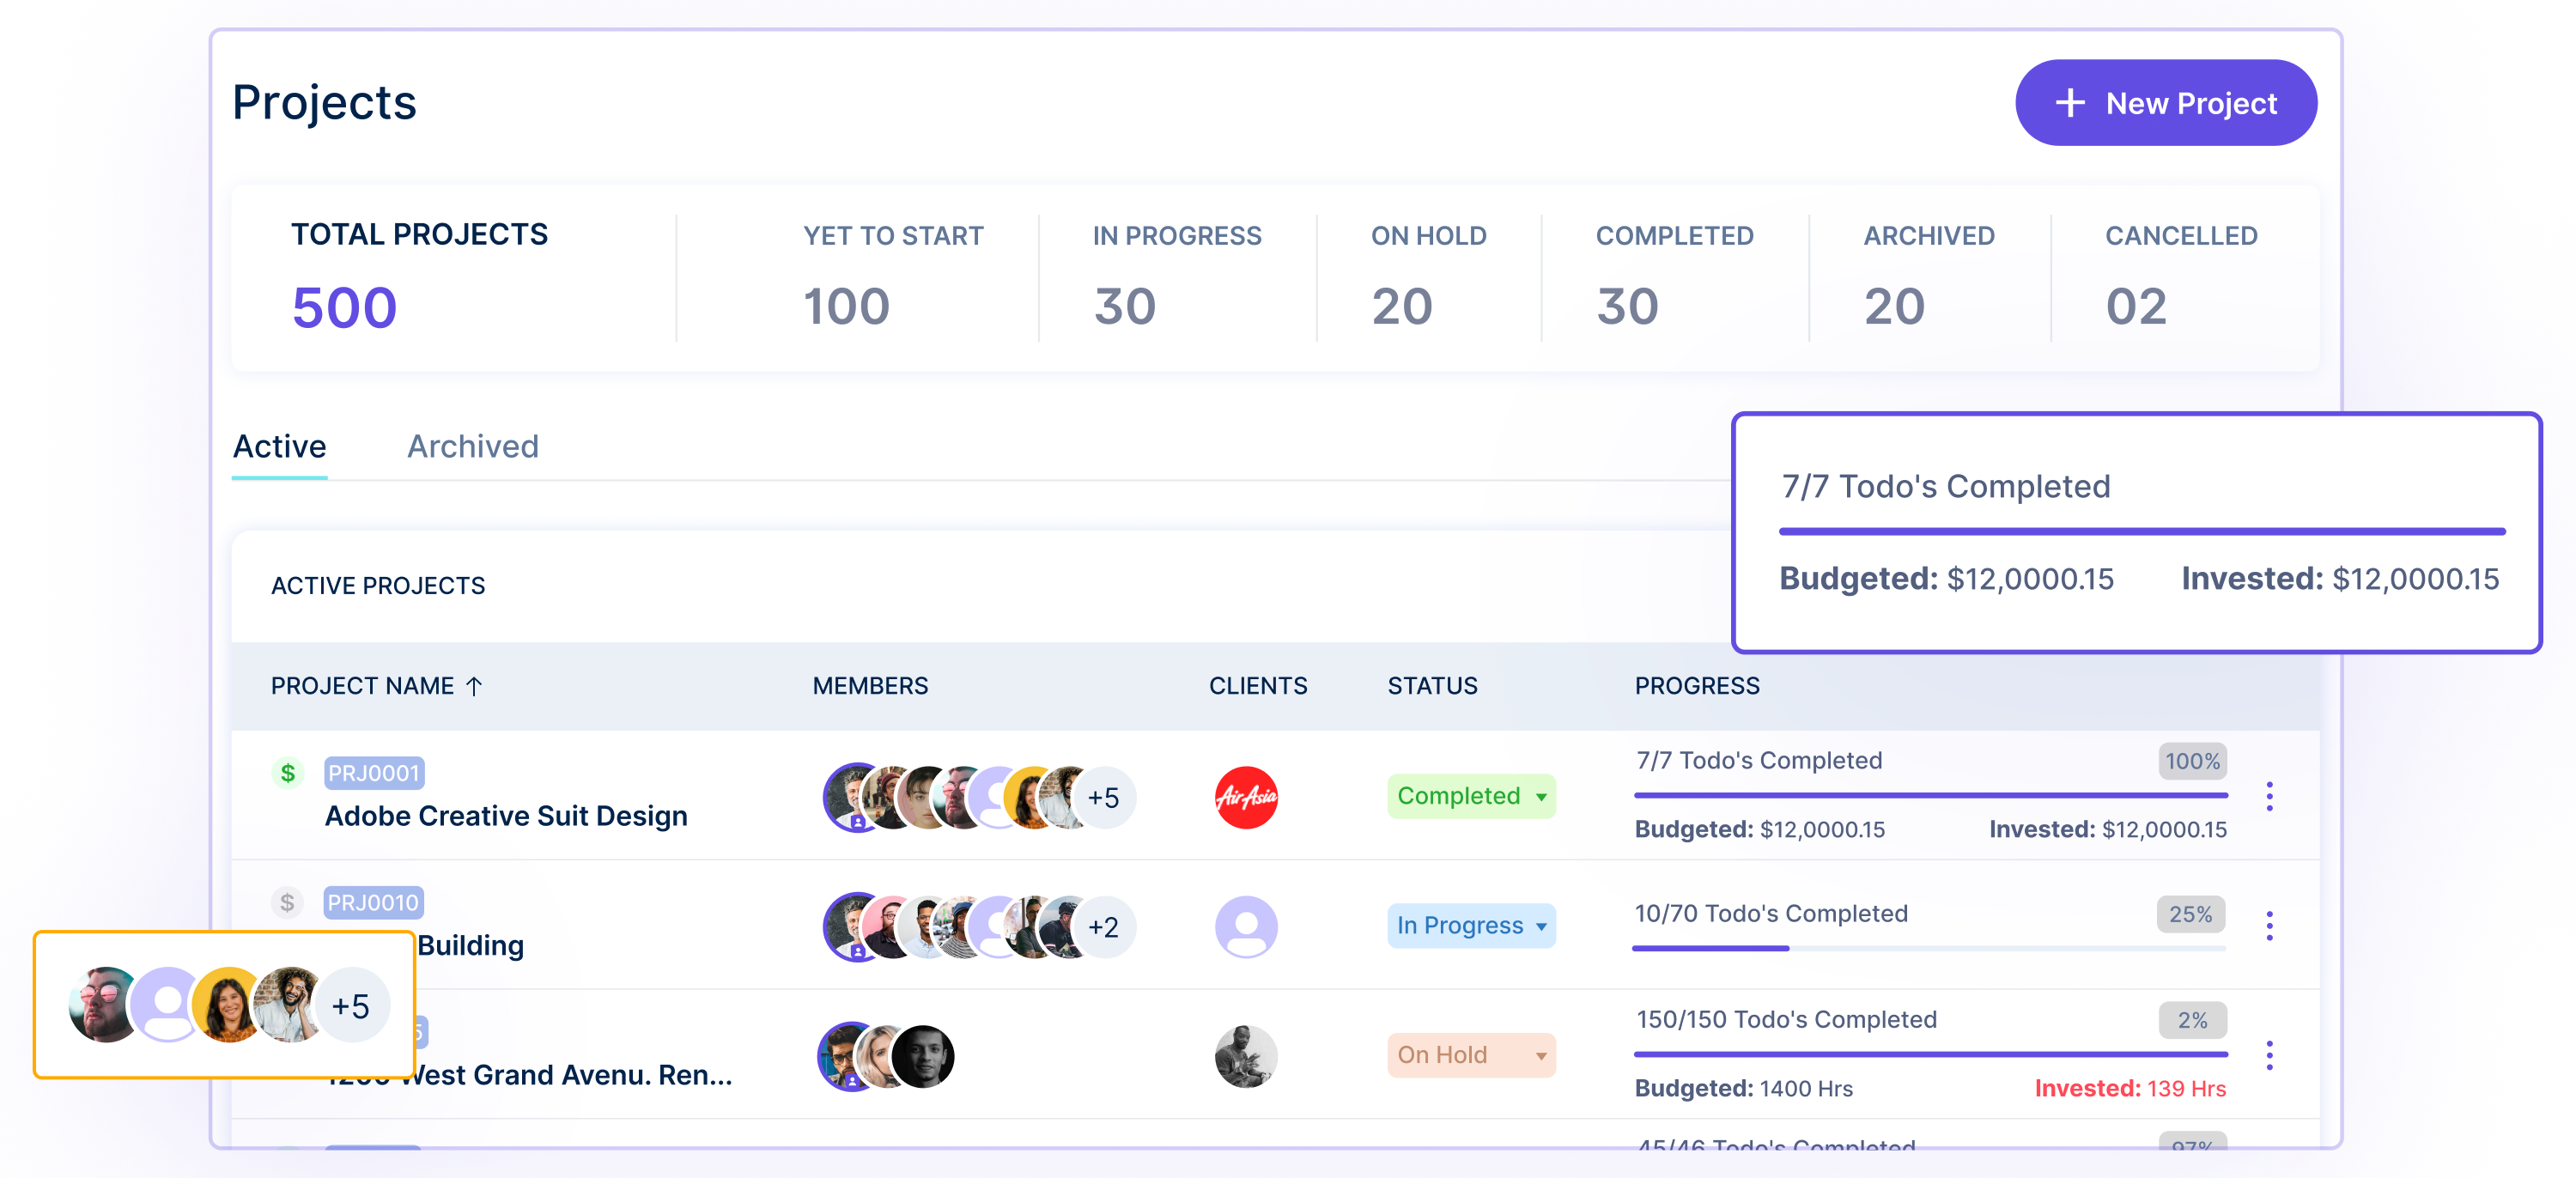 Projects
+ New Project
TOTAL PROJECTS
500
YET TO START
100
IN PROGRESS
30
ON HOLD
20
COMPLETED
30
ARCHIVED
20
CANCELLED
02
Active
Archived
7/7 Todo's Completed
Budgeted: $12,0000.15 Invested: $12,0000.15
ACTIVE PROJECTS
PROJECT NAME ↑ MEMBERS CLIENTS STATUS PROGRESS
$ PRJ0001
Adobe Creative Suit Design
+5
AirAsia
Completed
7/7 Todo's Completed 100%
Budgeted: $12,0000.15 Invested: $12,0000.15
$ PRJ0010
Building
+2
In Progress
10/70 Todo's Completed 25%
+5
5
1200 West Grand Avenu. Ren...
On Hold
150/150 Todo's Completed 2%
Budgeted: 1400 Hrs Invested: 139 Hrs
45/46 Todo's Completed 97%